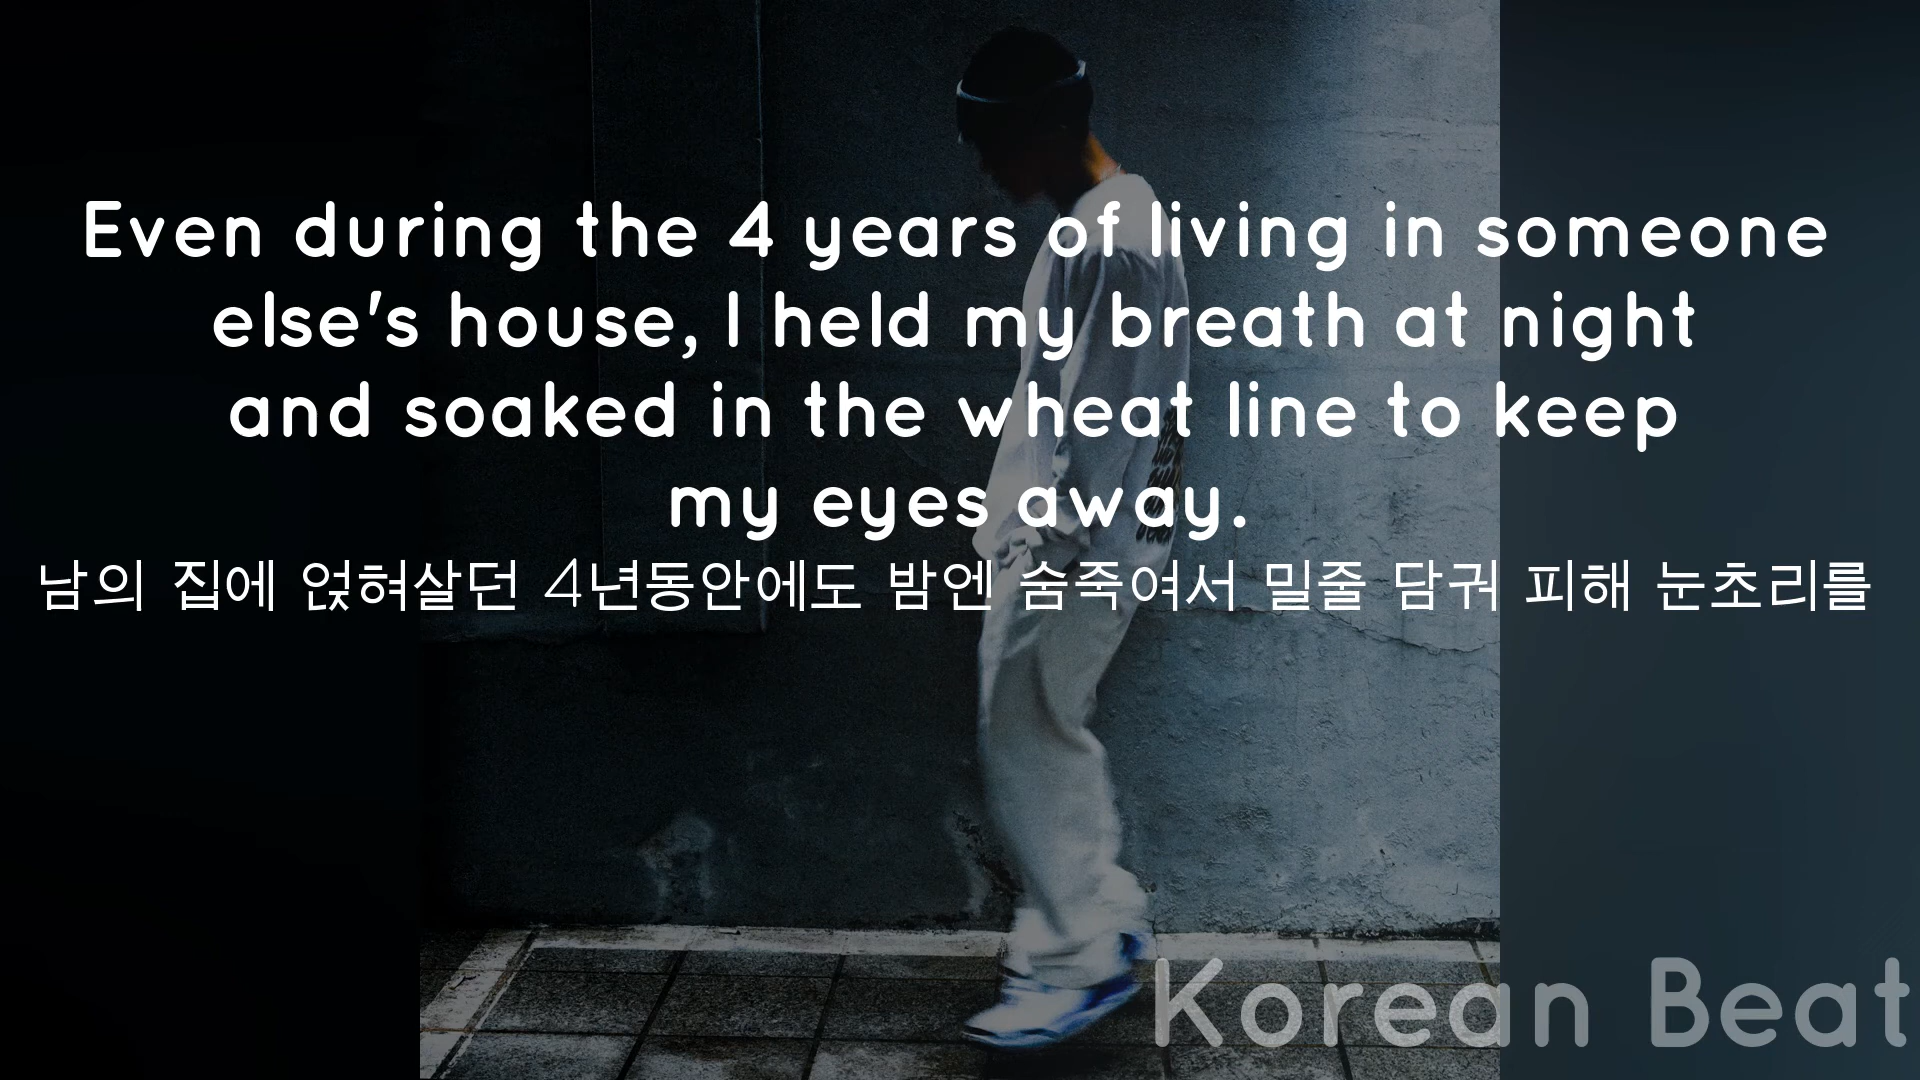 Even during the 4 years of living in someone
else's house, I held my breath at night
and soaked in the wheat line to keep
my eyes away.
남의 집에 얹혀살던 4년동안에도 밤엔 숨죽여서 밀줄 담궈 피해 눈초리를
Korean Beat